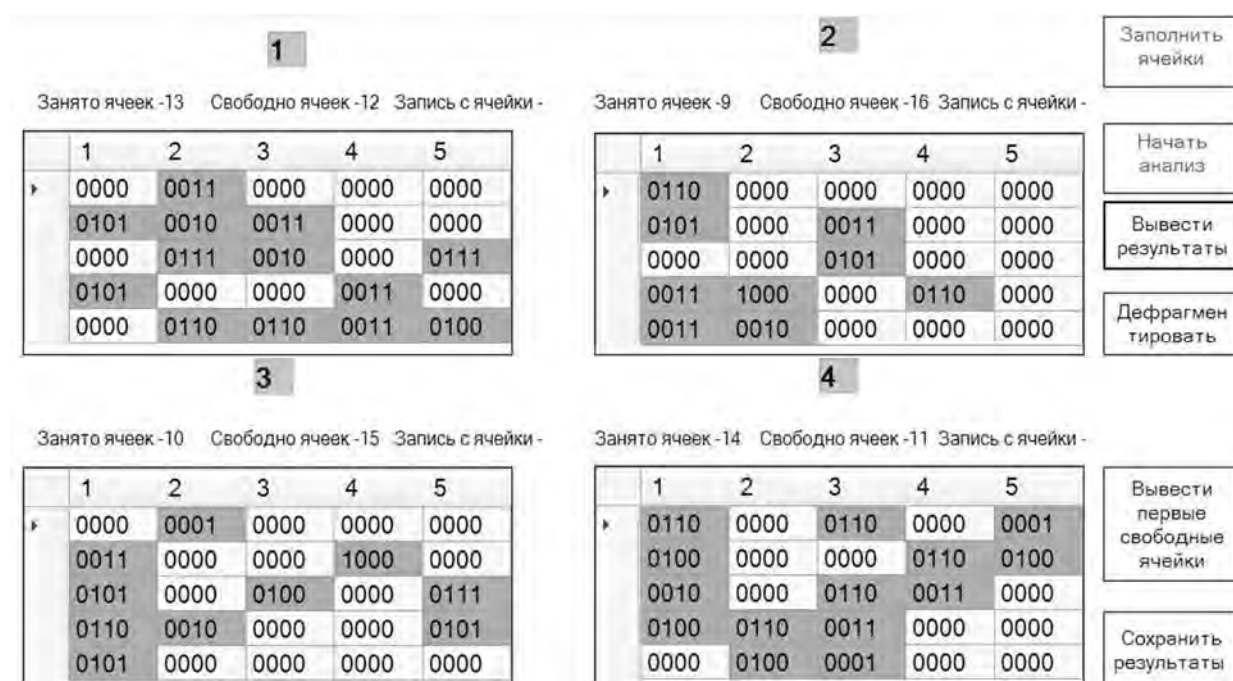 1
2
Заполнить
ячейки
Занято ячеек -13 Свободно ячеек -12 Запись с ячейки -
Занято ячеек -9 Свободно ячеек -16 Запись с ячейки -
1 2 3 4 5
0000 0011 0000 0000 0000
0101 0010 0011 0000 0000
0000 0111 0010 0000 0111
0101 0000 0000 0011 0000
0000 0110 0110 0011 0100
1 2 3 4 5
0110 0000 0000 0000 0000
0101 0000 0011 0000 0000
0000 0000 0101 0000 0000
0011 1000 0000 0110 0000
0011 0010 0000 0000 0000
Начать
анализ
Вывести
результаты
Дефрагмен
тировать
3
4
Занято ячеек -10 Свободно ячеек -15 Запись с ячейки -
Занято ячеек -14 Свободно ячеек -11 Запись с ячейки -
1 2 3 4 5
0000 0001 0000 0000 0000
0011 0000 0000 1000 0000
0101 0000 0100 0000 0111
0110 0010 0000 0000 0101
0101 0000 0000 0000 0000
1 2 3 4 5
0110 0000 0110 0000 0001
0100 0000 0000 0110 0100
0010 0000 0110 0011 0000
0100 0110 0011 0000 0000
0000 0100 0001 0000 0000
Вывести
первые
свободные
ячейки
Сохранить
результаты